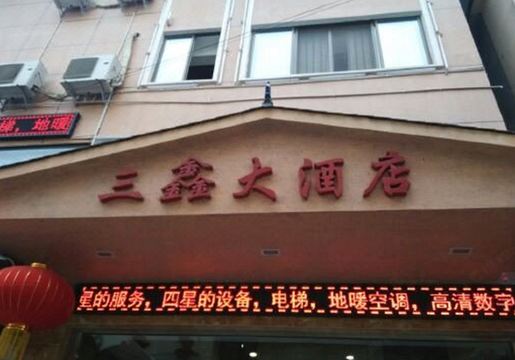 梯，地暖
三鑫大酒店
星的服务，四星的设备，电梯，地暖空调，高清数字